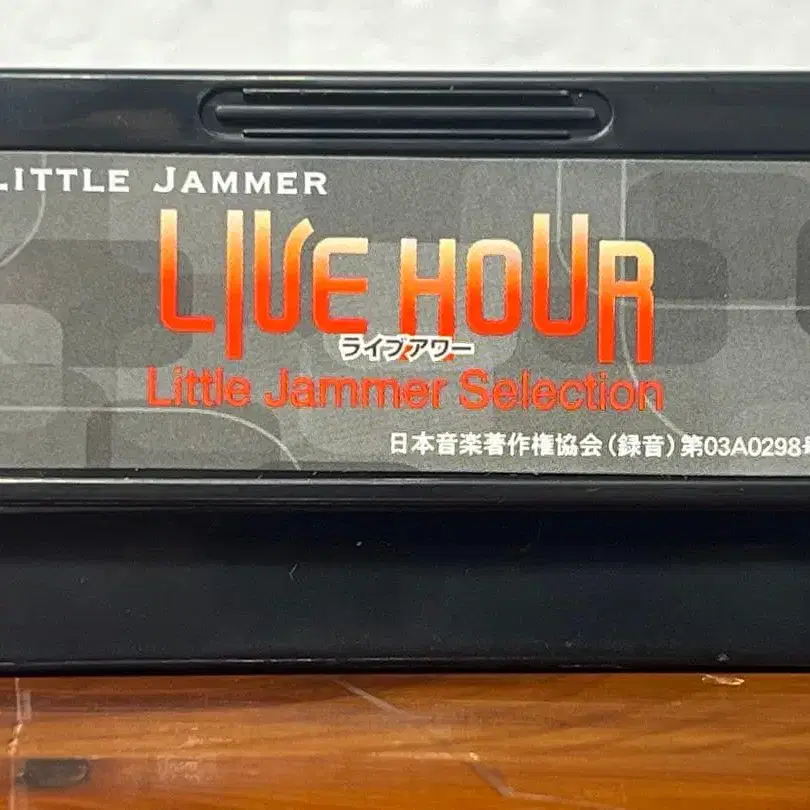 LITTLE JAMMER
LIVE HOUR
ライブアワー
Little Jammer Selection
日本音楽著作権協会(録音)第03A0298号